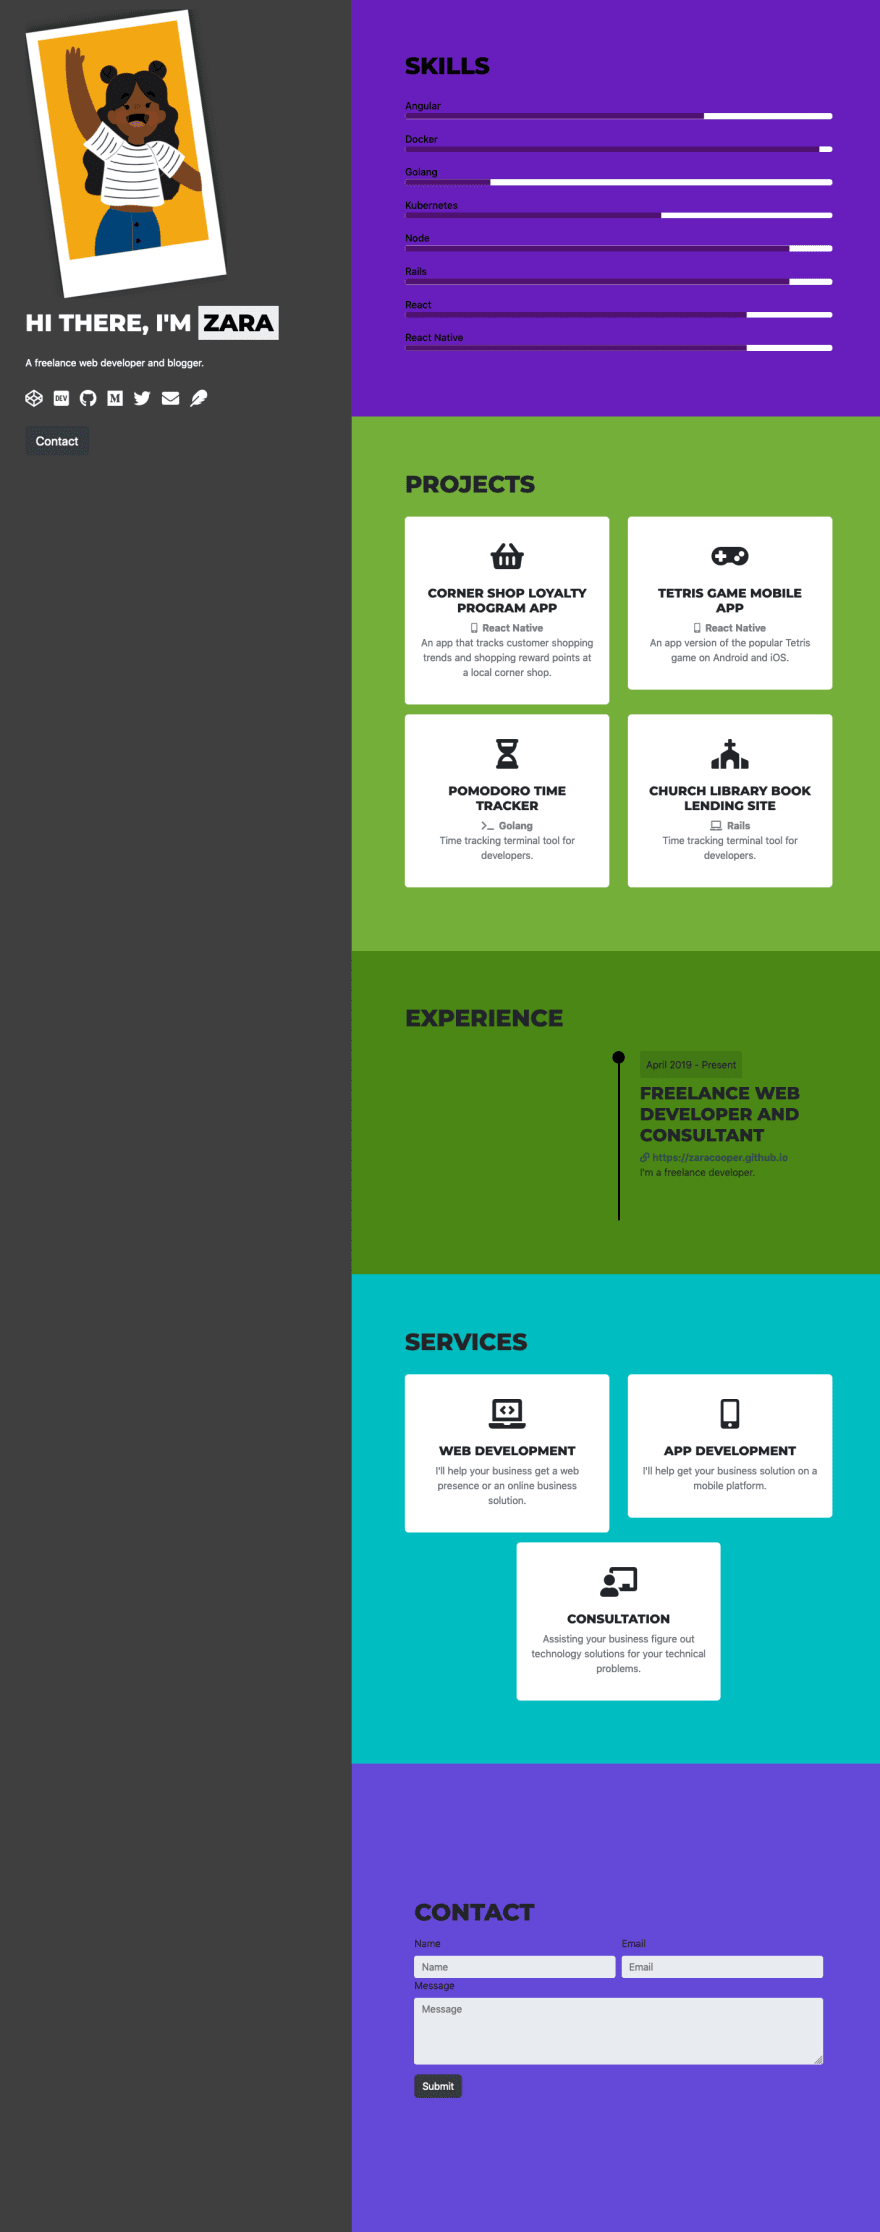 HI THERE, I'M ZARA
A freelance web developer and blogger.
DEV
M
Contact
SKILLS
Angular
Docker
Golang
Kubernetes
Node
Rails
React
React Native
PROJECTS
CORNER SHOP LOYALTY
PROGRAM APP
React Native
An app that tracks customer shopping
trends and shopping reward points at
a local corner shop.
TETRIS GAME MOBILE
APP
React Native
An app version of the popular Tetris
game on Android and iOS.
POMODORO TIME
TRACKER
Golang
Time tracking terminal tool for
developers.
CHURCH LIBRARY BOOK
LENDING SITE
Rails
Time tracking terminal tool for
developers.
EXPERIENCE
April 2019 - Present
FREELANCE WEB
DEVELOPER AND
CONSULTANT
https://zaracooper.github.io
I'm a freelance developer.
SERVICES
WEB DEVELOPMENT
I'll help your business get a web
presence or an online business
solution.
APP DEVELOPMENT
I'll help get your business solution on a
mobile platform.
CONSULTATION
Assisting your business figure out
technology solutions for your technical
problems.
CONTACT
Name
Name
Email
Email
Message
Message
Submit